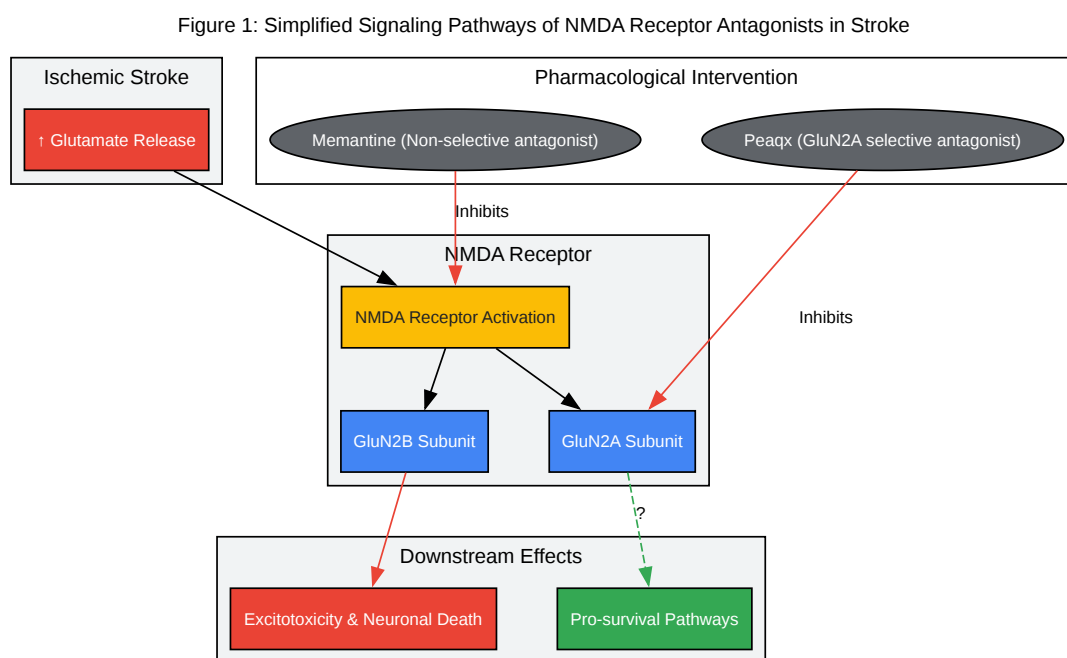 Figure 1: Simplified Signaling Pathways of NMDA Receptor Antagonists in Stroke
Ischemic Stroke
Pharmacological Intervention
↑ Glutamate Release
Memantine (Non-selective antagonist)
Peaqx (GluN2A selective antagonist)
Inhibits
NMDA Receptor
NMDA Receptor Activation
Inhibits
GluN2B Subunit
GluN2A Subunit
?
Downstream Effects
Excitotoxicity & Neuronal Death
Pro-survival Pathways